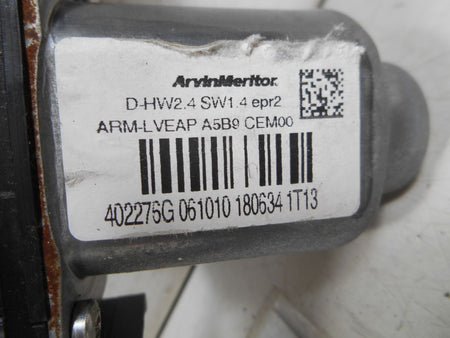 ArvinMeritor
D-HW2.4 SW1.4 epr2
ARM-LVEAP A5B9 CEM00
402276G 061010 180634 1T13